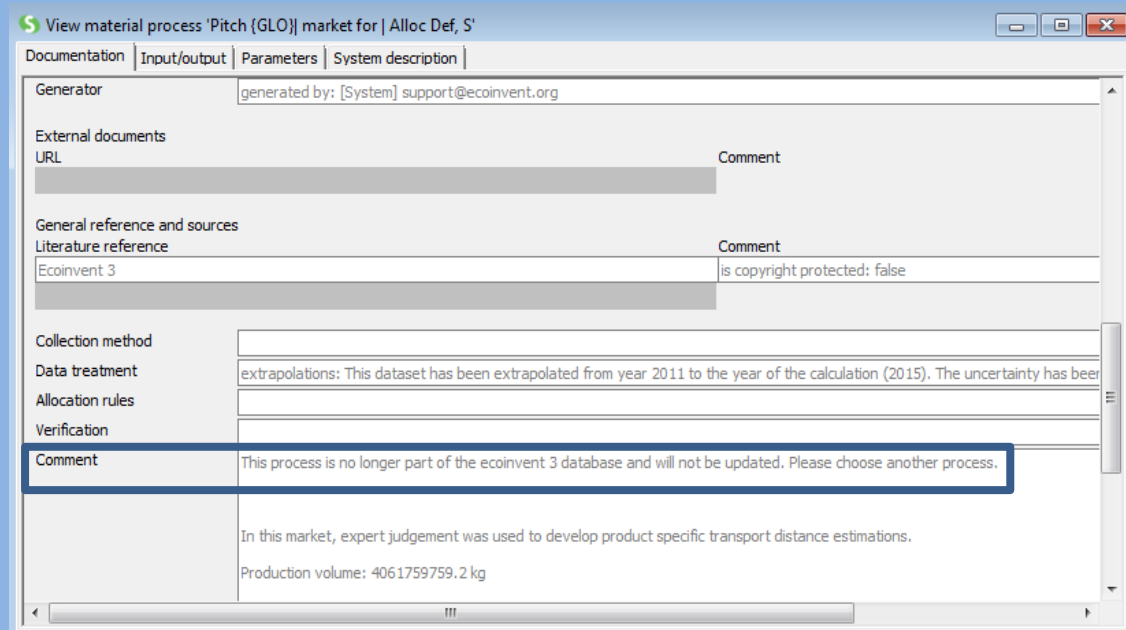 View material process 'Pitch {GLO}| market for | Alloc Def, S'
Documentation Input/output Parameters System description
Generator generated by: [System] support@ecoinvent.org
External documents
URL Comment
General reference and sources
Literature reference Comment
Ecoinvent 3 is copyright protected: false
Collection method
Data treatment extrapolations: This dataset has been extrapolated from year 2011 to the year of the calculation (2015). The uncertainty has been
Allocation rules
Verification
Comment This process is no longer part of the ecoinvent 3 database and will not be updated. Please choose another process.
In this market, expert judgement was used to develop product specific transport distance estimations.
Production volume: 4061759759.2 kg